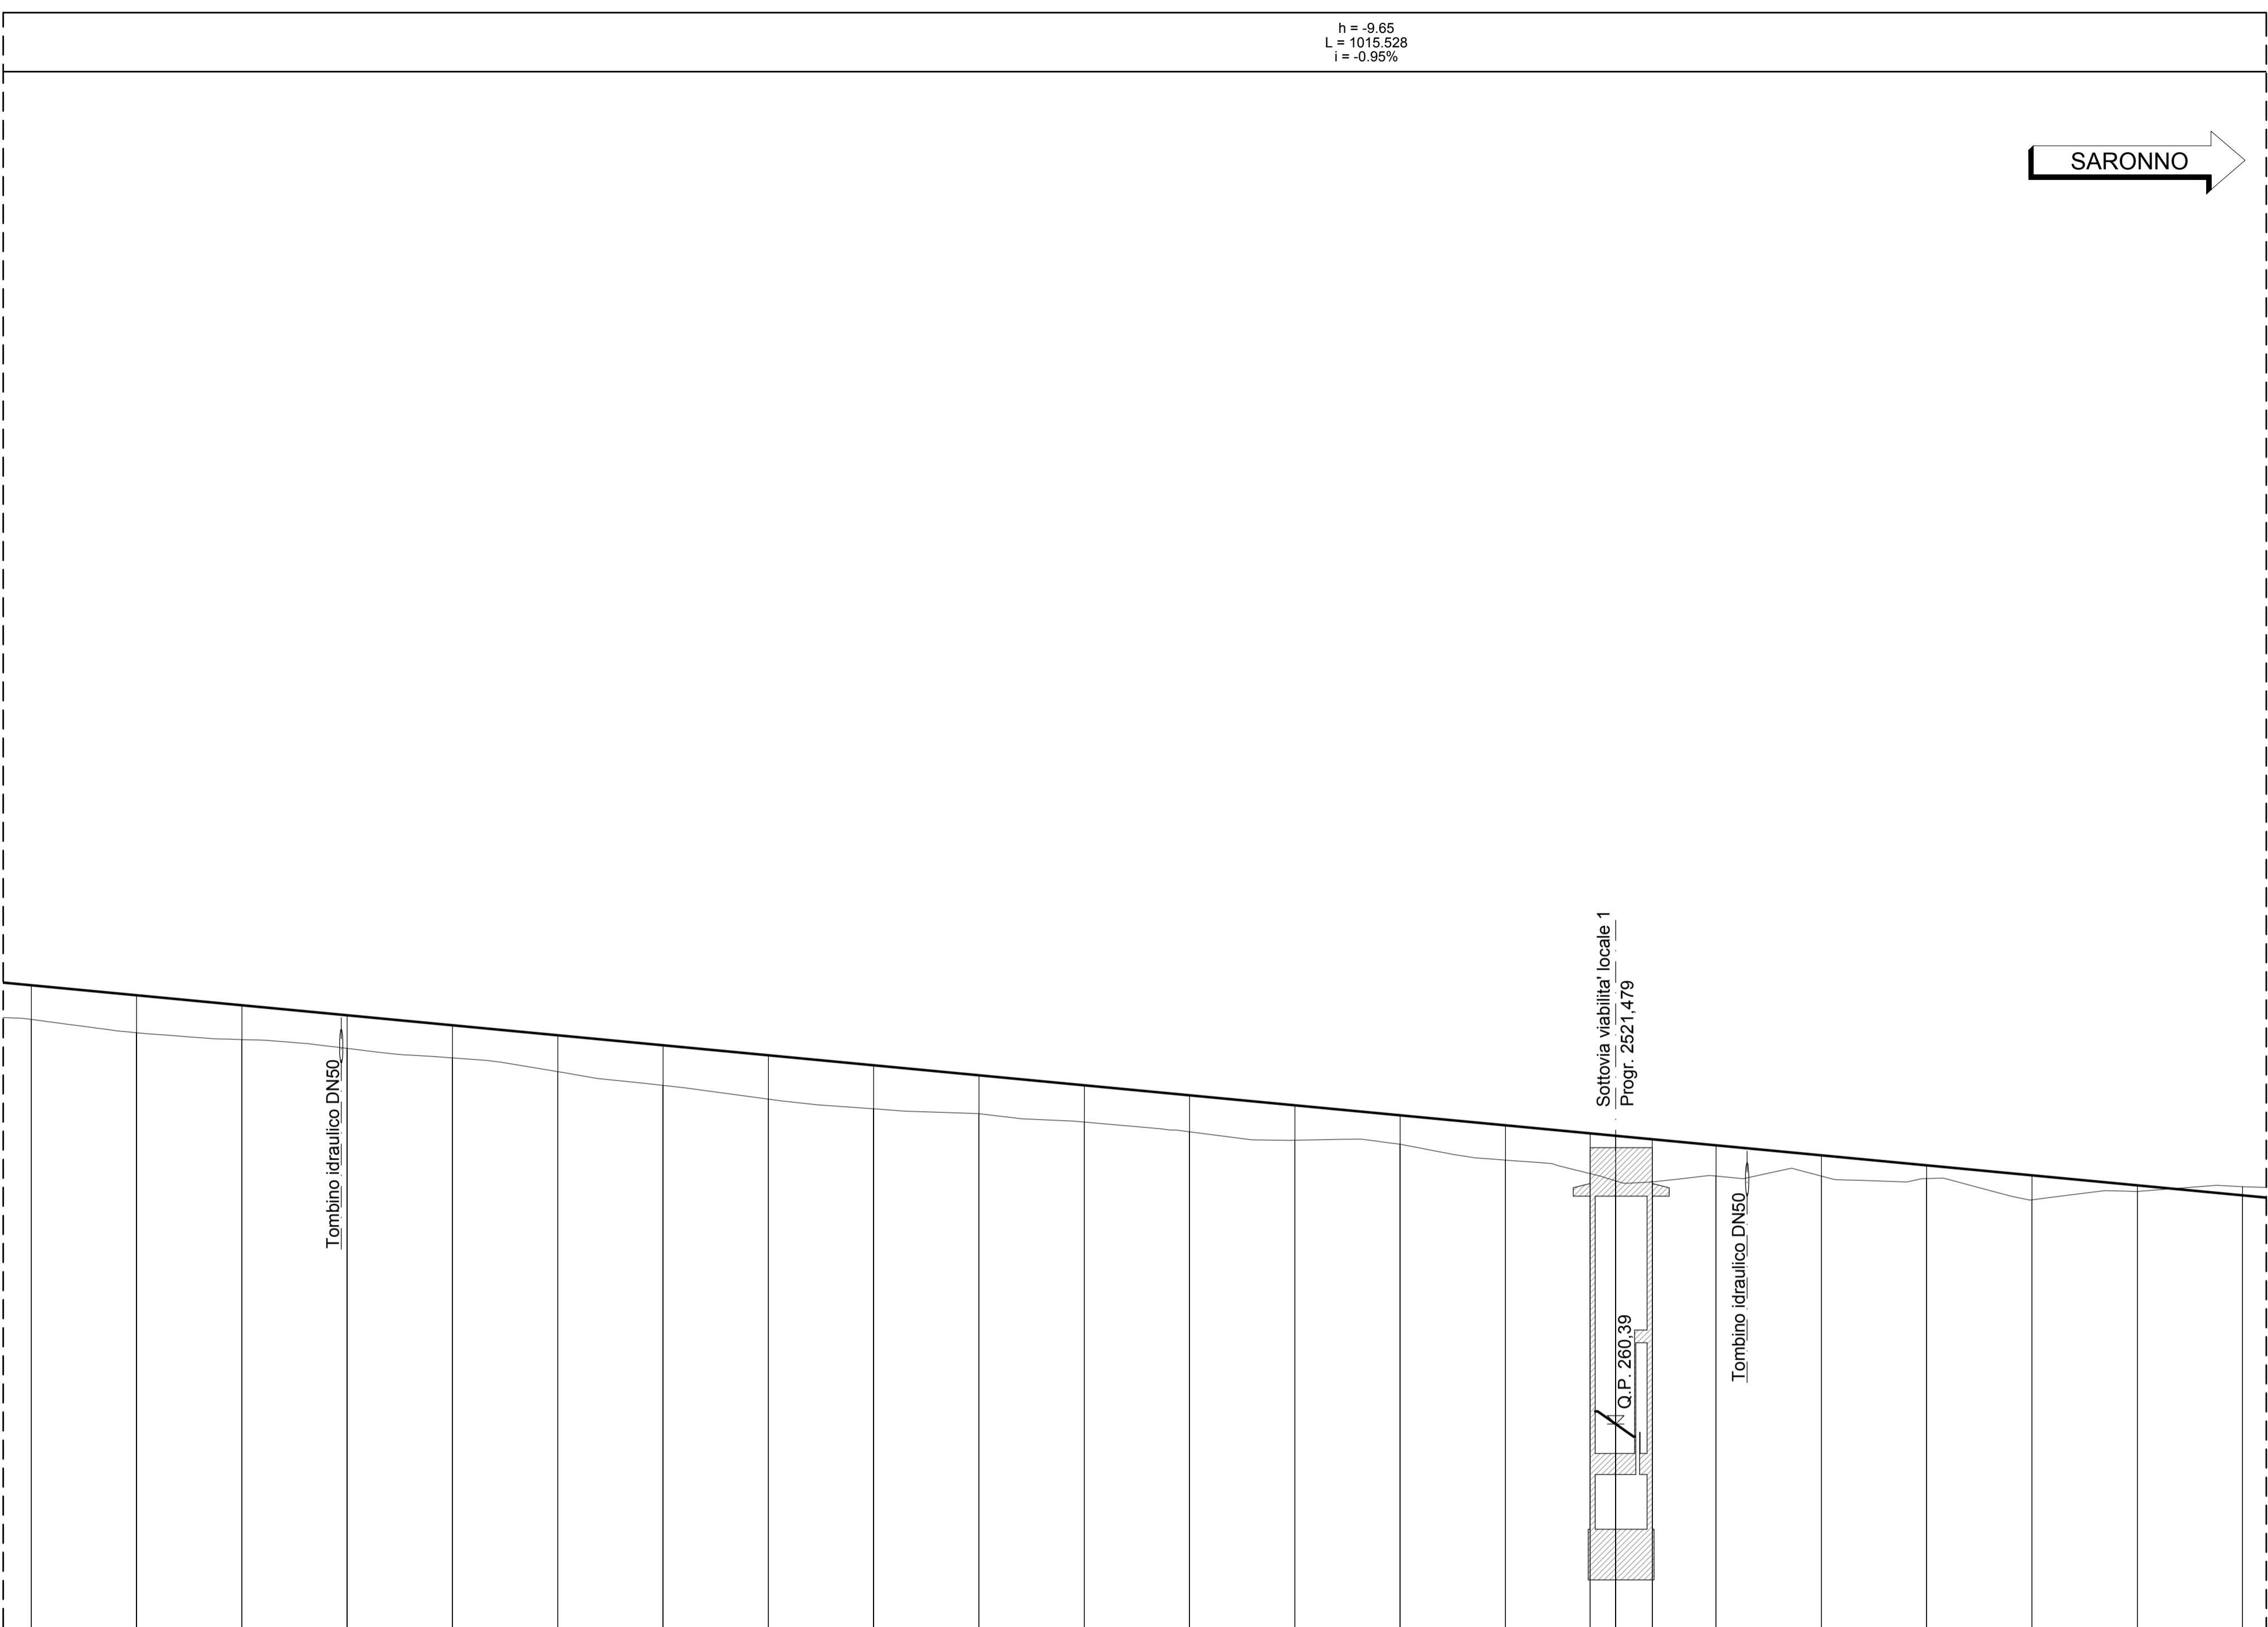 h = -9.65
L = 1015.528
i = -0.95%
SARONNO
Sottovia viabilita' locale 1
Progr. 2521,479
Tombino idraulico DN50
Q.P. 260,39
Tombino idraulico DN50